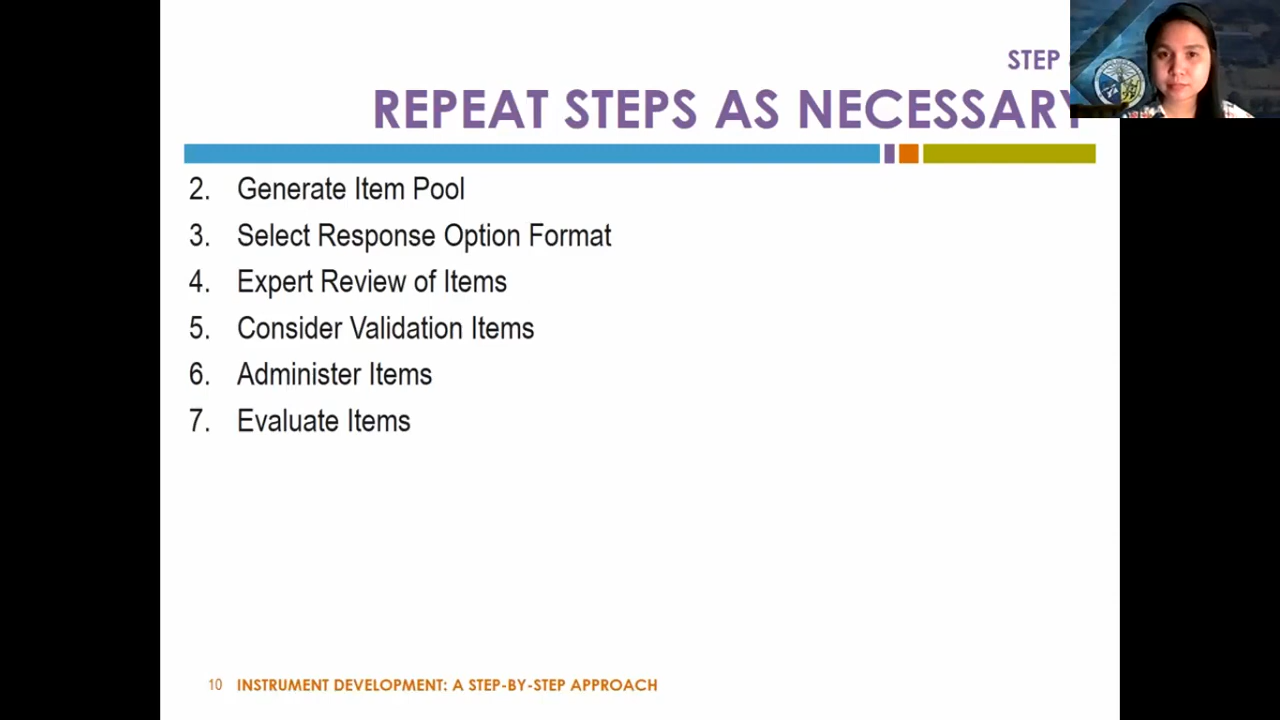 STEP
REPEAT STEPS AS NECESSARY
2. Generate Item Pool
3. Select Response Option Format
4. Expert Review of Items
5. Consider Validation Items
6. Administer Items
7. Evaluate Items
10 INSTRUMENT DEVELOPMENT: A STEP-BY-STEP APPROACH